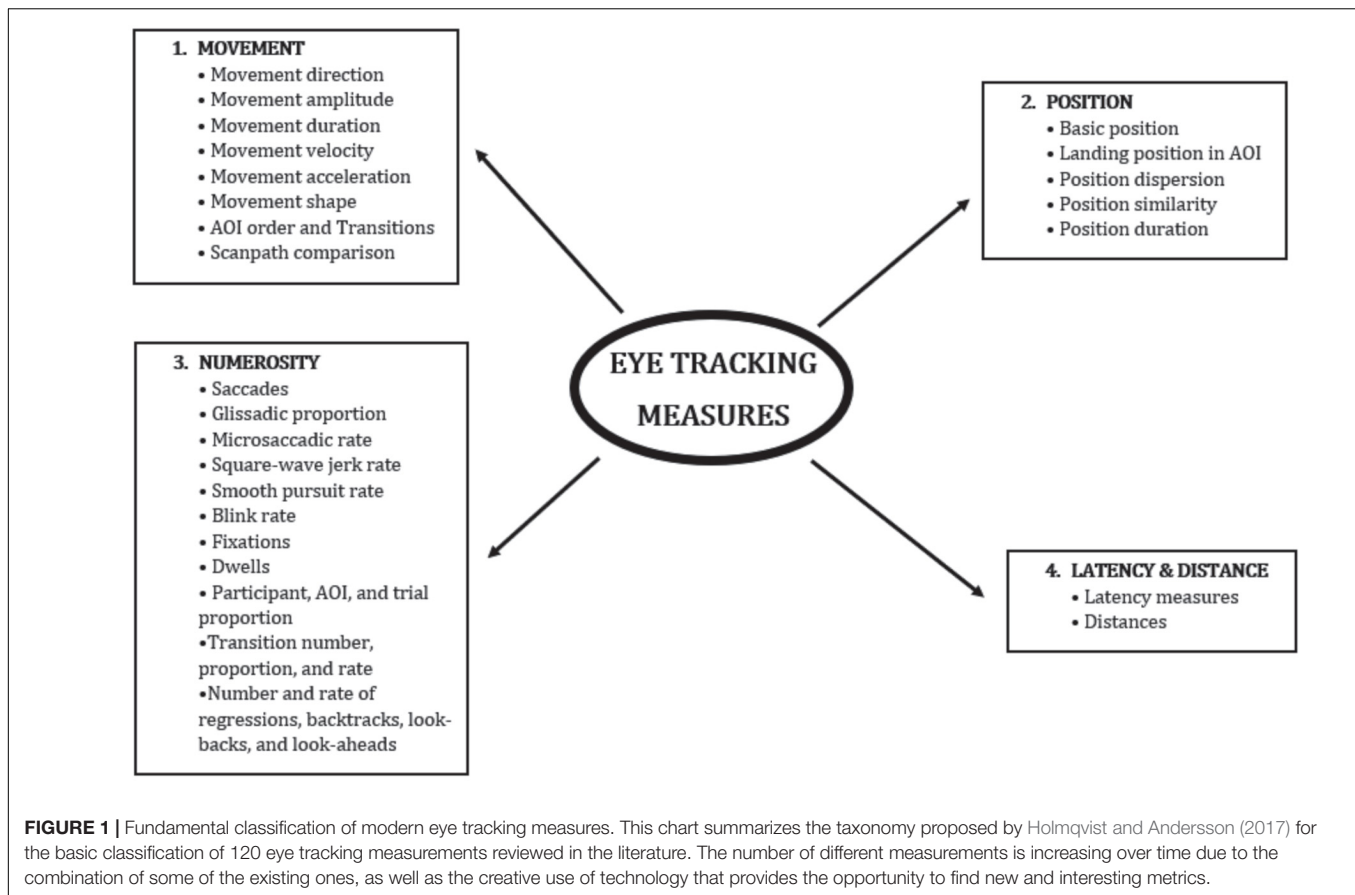 1. MOVEMENT
• Movement direction
• Movement amplitude
• Movement duration
• Movement velocity
• Movement acceleration
• Movement shape
• AOI order and Transitions
• Scanpath comparison
2. POSITION
• Basic position
• Landing position in AOI
• Position dispersion
• Position similarity
• Position duration
EYE TRACKING
MEASURES
3. NUMEROSITY
• Saccades
• Glissadic proportion
• Microsaccadic rate
• Square-wave jerk rate
• Smooth pursuit rate
• Blink rate
• Fixations
• Dwells
• Participant, AOI, and trial
proportion
•Transition number,
proportion, and rate
•Number and rate of
regressions, backtracks, look-
backs, and look-aheads
4. LATENCY & DISTANCE
• Latency measures
• Distances
FIGURE 1 | Fundamental classification of modern eye tracking measures. This chart summarizes the taxonomy proposed by Holmqvist and Andersson (2017) for
the basic classification of 120 eye tracking measurements reviewed in the literature. The number of different measurements is increasing over time due to the
combination of some of the existing ones, as well as the creative use of technology that provides the opportunity to find new and interesting metrics.